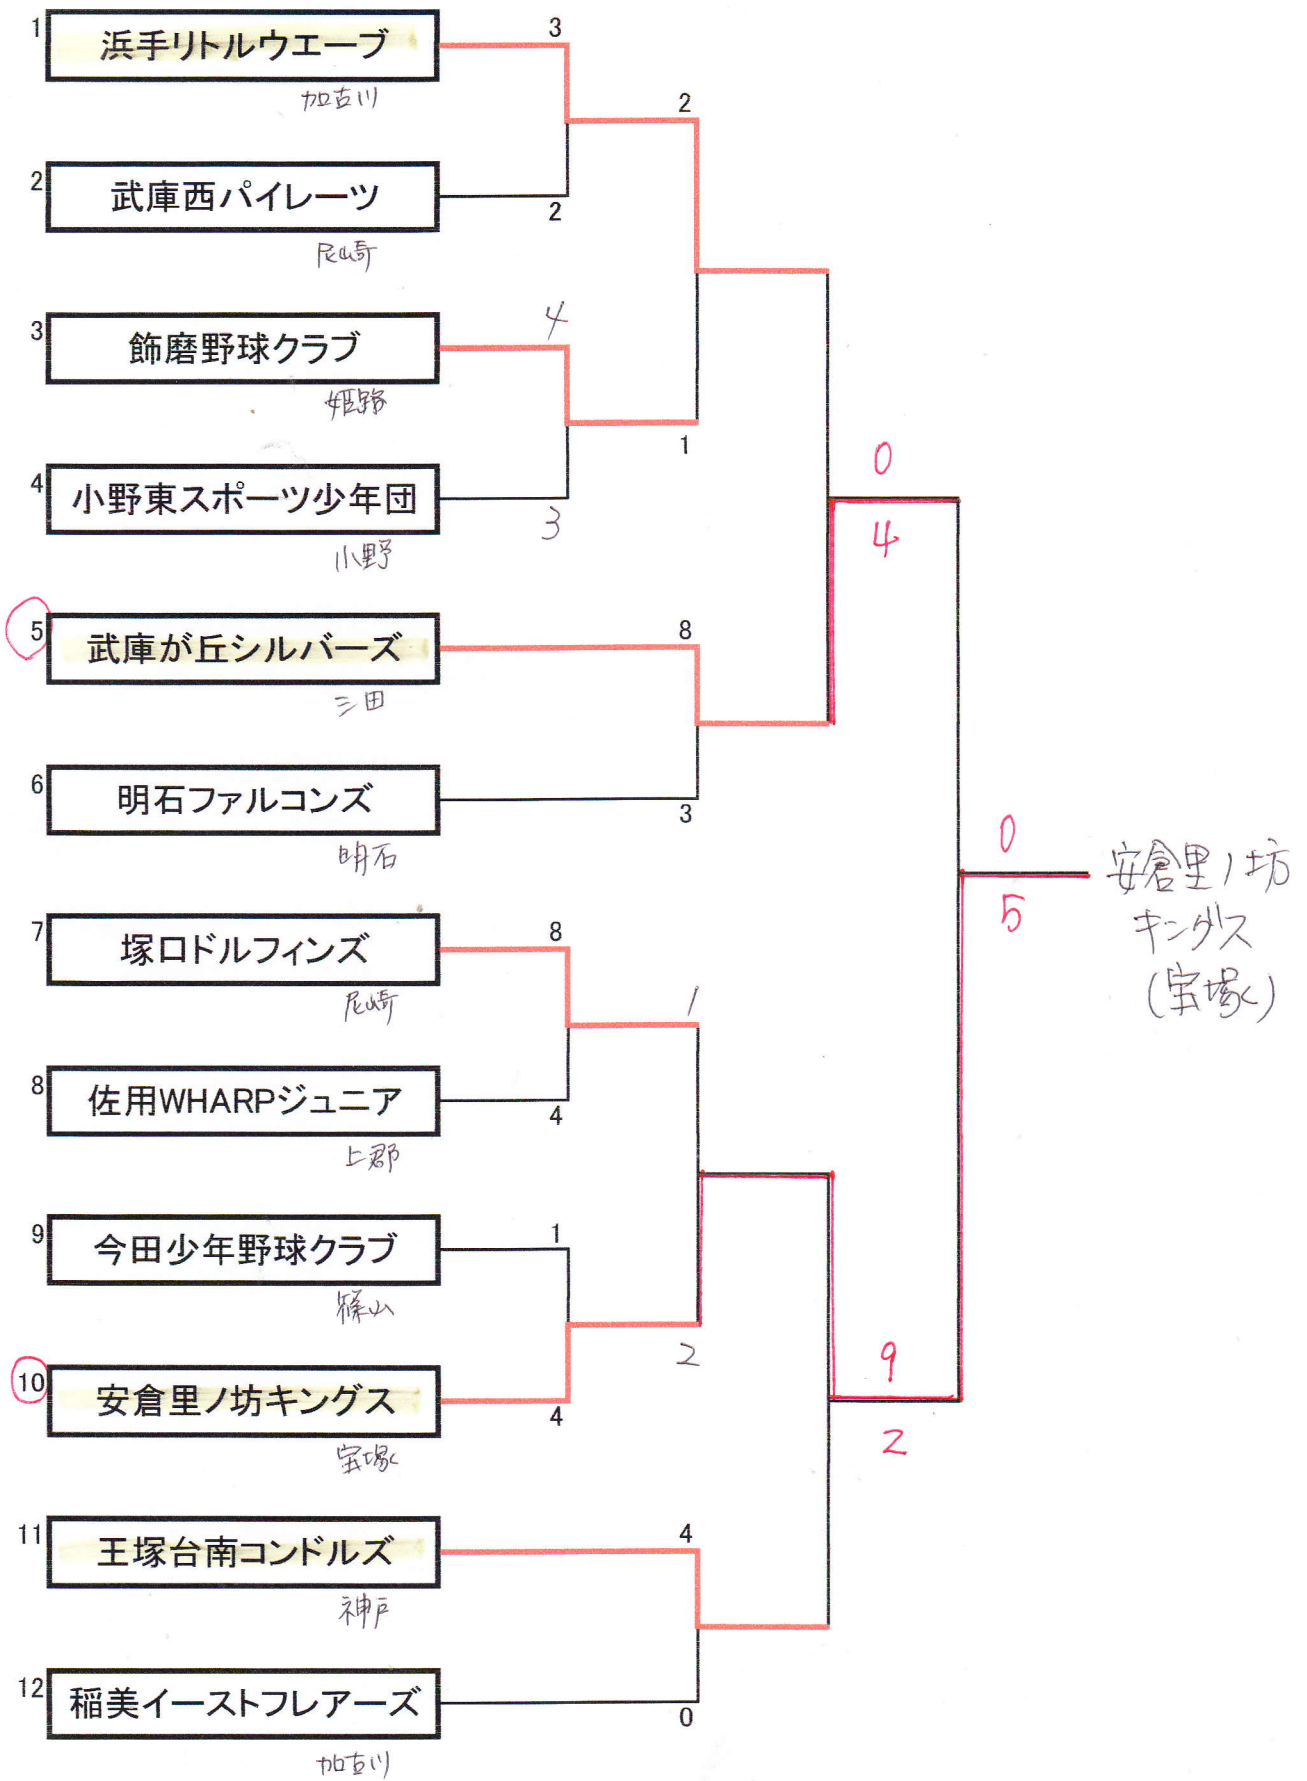 1
浜手リトルウエーブ
3
加古川
2
2
武庫西パイレーツ
2
尼崎
3
飾磨野球クラブ
4
姫路
1
4
小野東スポーツ少年団
3
小野
0
4
5
武庫が丘シルバーズ
8
三田
6
明石ファルコンズ
3
明石
0
5
安倉里ノ坊
キングス
(宝塚)
7
塚口ドルフィンズ
8
尼崎
1
8
佐用WHARPジュニア
4
上郡
9
今田少年野球クラブ
1
篠山
2
9
2
10
安倉里ノ坊キングス
4
宝塚
11
王塚台南コンドルズ
4
神戸
12
稲美イーストフレアーズ
0
加古川